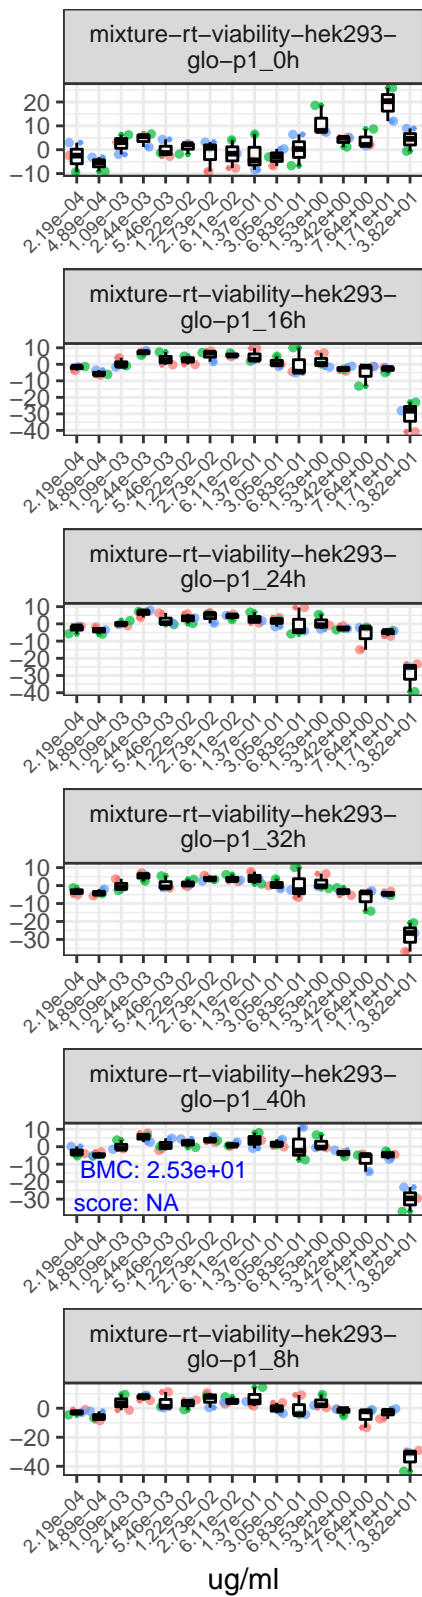 mixture−rt−viability−hek293−
glo−p1_0h
20
10
0
−10
2.19e−04
4.89e−04
1.09e−03
2.44e−03
5.46e−03
1.22e−02
2.73e−02
6.11e−02
1.37e−01
3.05e−01
6.83e−01
1.53e+00
3.42e+00
7.64e+00
1.71e+01
3.82e+01
mixture−rt−viability−hek293−
glo−p1_16h
10
0
−10
−20
−30
−40
2.19e−04
4.89e−04
1.09e−03
2.44e−03
5.46e−03
1.22e−02
2.73e−02
6.11e−02
1.37e−01
3.05e−01
6.83e−01
1.53e+00
3.42e+00
7.64e+00
1.71e+01
3.82e+01
mixture−rt−viability−hek293−
glo−p1_24h
10
0
−10
−20
−30
−40
2.19e−04
4.89e−04
1.09e−03
2.44e−03
5.46e−03
1.22e−02
2.73e−02
6.11e−02
1.37e−01
3.05e−01
6.83e−01
1.53e+00
3.42e+00
7.64e+00
1.71e+01
3.82e+01
mixture−rt−viability−hek293−
glo−p1_32h
10
0
−10
−20
−30
2.19e−04
4.89e−04
1.09e−03
2.44e−03
5.46e−03
1.22e−02
2.73e−02
6.11e−02
1.37e−01
3.05e−01
6.83e−01
1.53e+00
3.42e+00
7.64e+00
1.71e+01
3.82e+01
mixture−rt−viability−hek293−
glo−p1_40h
10
0
−10
−20
−30
BMC: 2.53e+01
score: NA
2.19e−04
4.89e−04
1.09e−03
2.44e−03
5.46e−03
1.22e−02
2.73e−02
6.11e−02
1.37e−01
3.05e−01
6.83e−01
1.53e+00
3.42e+00
7.64e+00
1.71e+01
3.82e+01
mixture−rt−viability−hek293−
glo−p1_8h
0
−20
−40
2.19e−04
4.89e−04
1.09e−03
2.44e−03
5.46e−03
1.22e−02
2.73e−02
6.11e−02
1.37e−01
3.05e−01
6.83e−01
1.53e+00
3.42e+00
7.64e+00
1.71e+01
3.82e+01
ug/ml